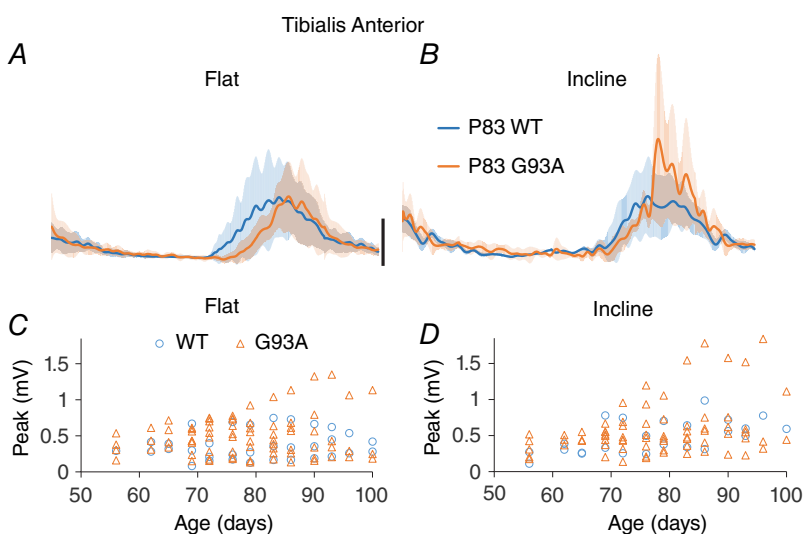 Tibialis Anterior
A
Flat
B
Incline
P83 WT
P83 G93A
C
Flat
WT
G93A
Peak (mV)
1.5
1
0.5
0
50
60
70
80
90
100
Age (days)
D
Incline
Peak (mV)
1.5
1
0.5
0
50
60
70
80
90
100
Age (days)